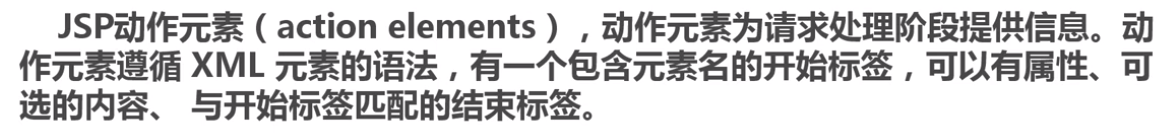 JSP动作元素（action elements），动作元素为请求处理阶段提供信息。动
作元素遵循 XML 元素的语法，有一个包含元素名的开始标签，可以有属性、可
选的内容、 与开始标签匹配的结束标签。